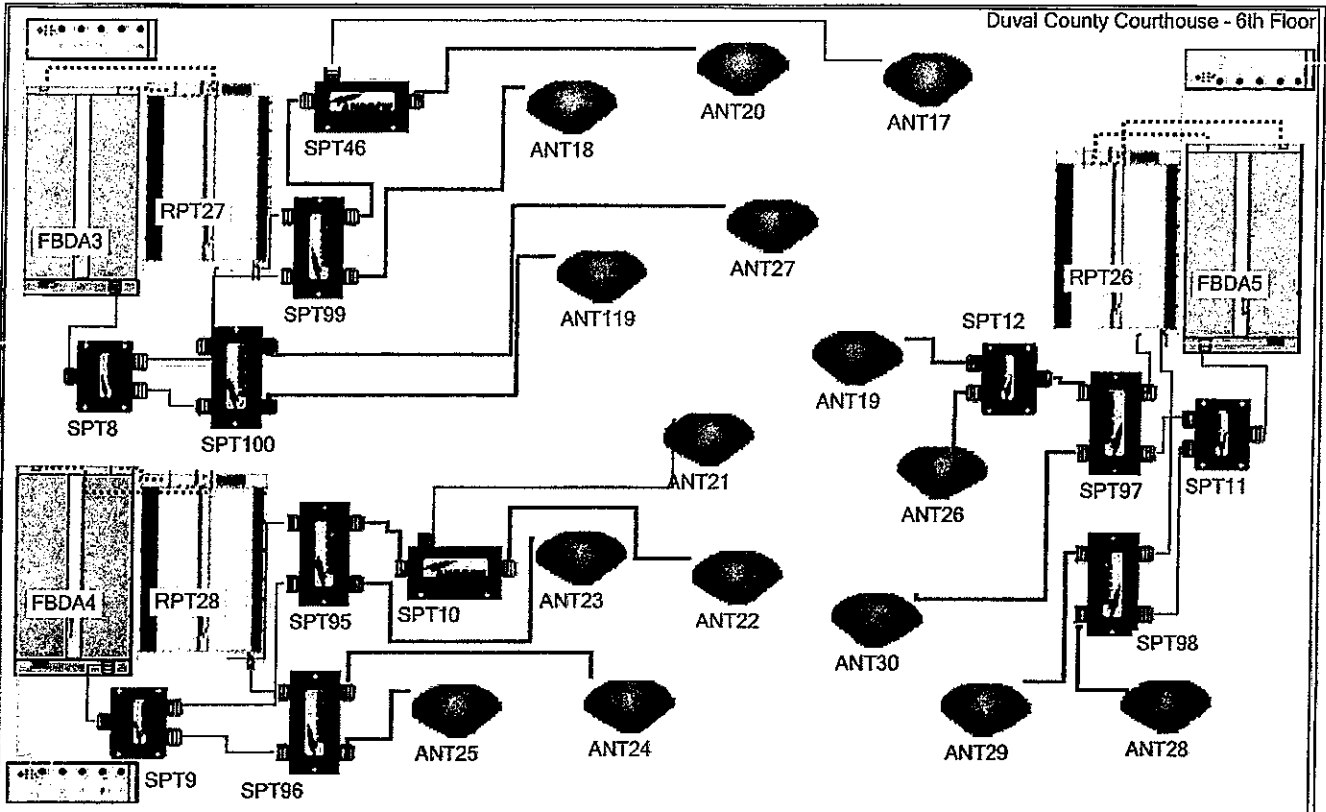 Duval County Courthouse - 6th Floor
ANT20
ANT17
SPT46
ANT18
RPT27
FBDA3
ANT27
RPT26
FBDA5
SPT99
ANT119
SPT12
ANT19
SPT8
SPT100
ANT21
ANT26
SPT97
SPT11
FBDA4
RPT28
SPT95
SPT10
ANT23
ANT22
ANT30
SPT98
ANT25
ANT24
ANT29
ANT28
SPT9
SPT96